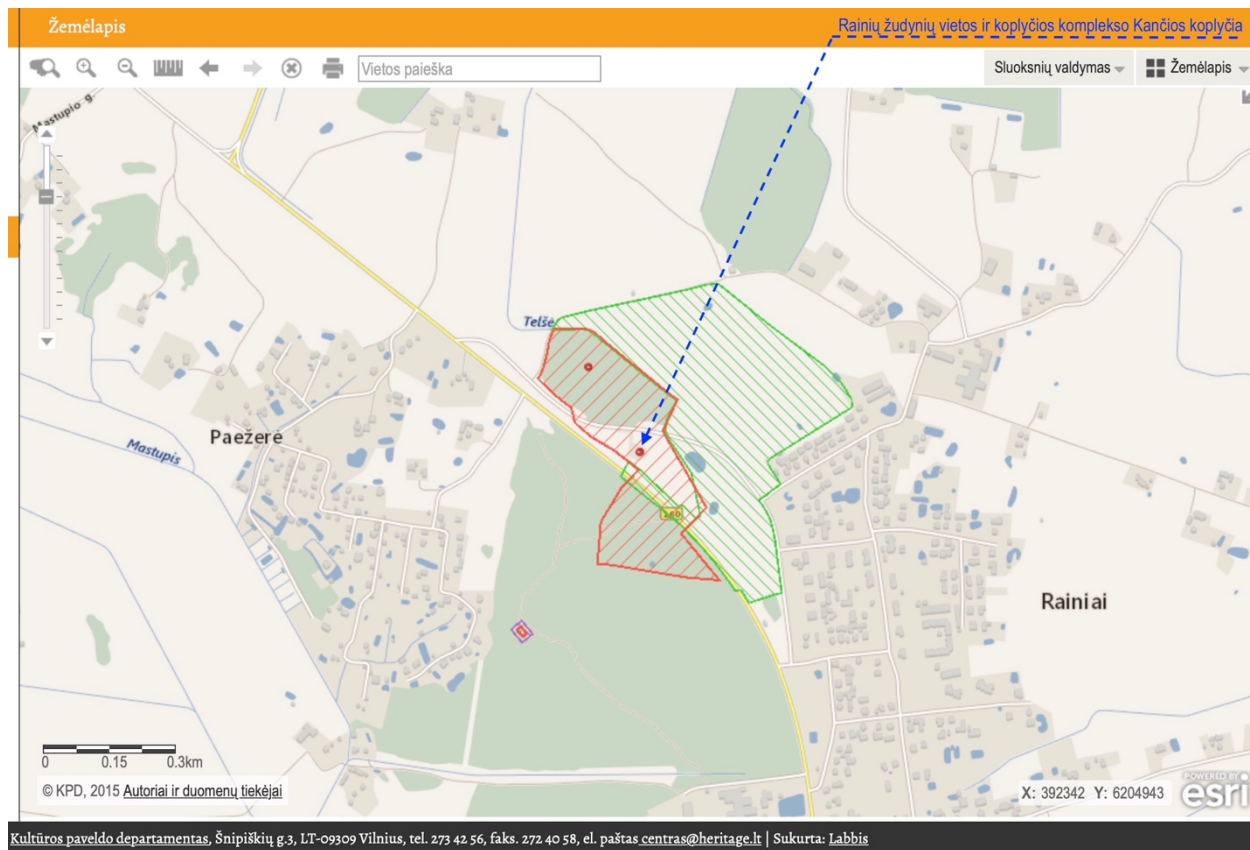 Žemėlapis
Rainių žudynių vietos ir koplyčios komplekso Kančios koplyčia
Vietos paieška
Sluoksnių valdymas
Žemėlapis
Mastupio g.
Telšė
Paežerė
Mastupis
160
Rainiai
0 0.15 0.3km
© KPD, 2015 Autoriai ir duomenų tiekėjai
X: 392342 Y: 6204943
POWERED BY
esri
Kultūros paveldo departamentas, Šnipiškių g.3, LT-09309 Vilnius, tel. 273 42 56, faks. 272 40 58, el. paštas centras@heritage.lt | Sukurta: Labbis